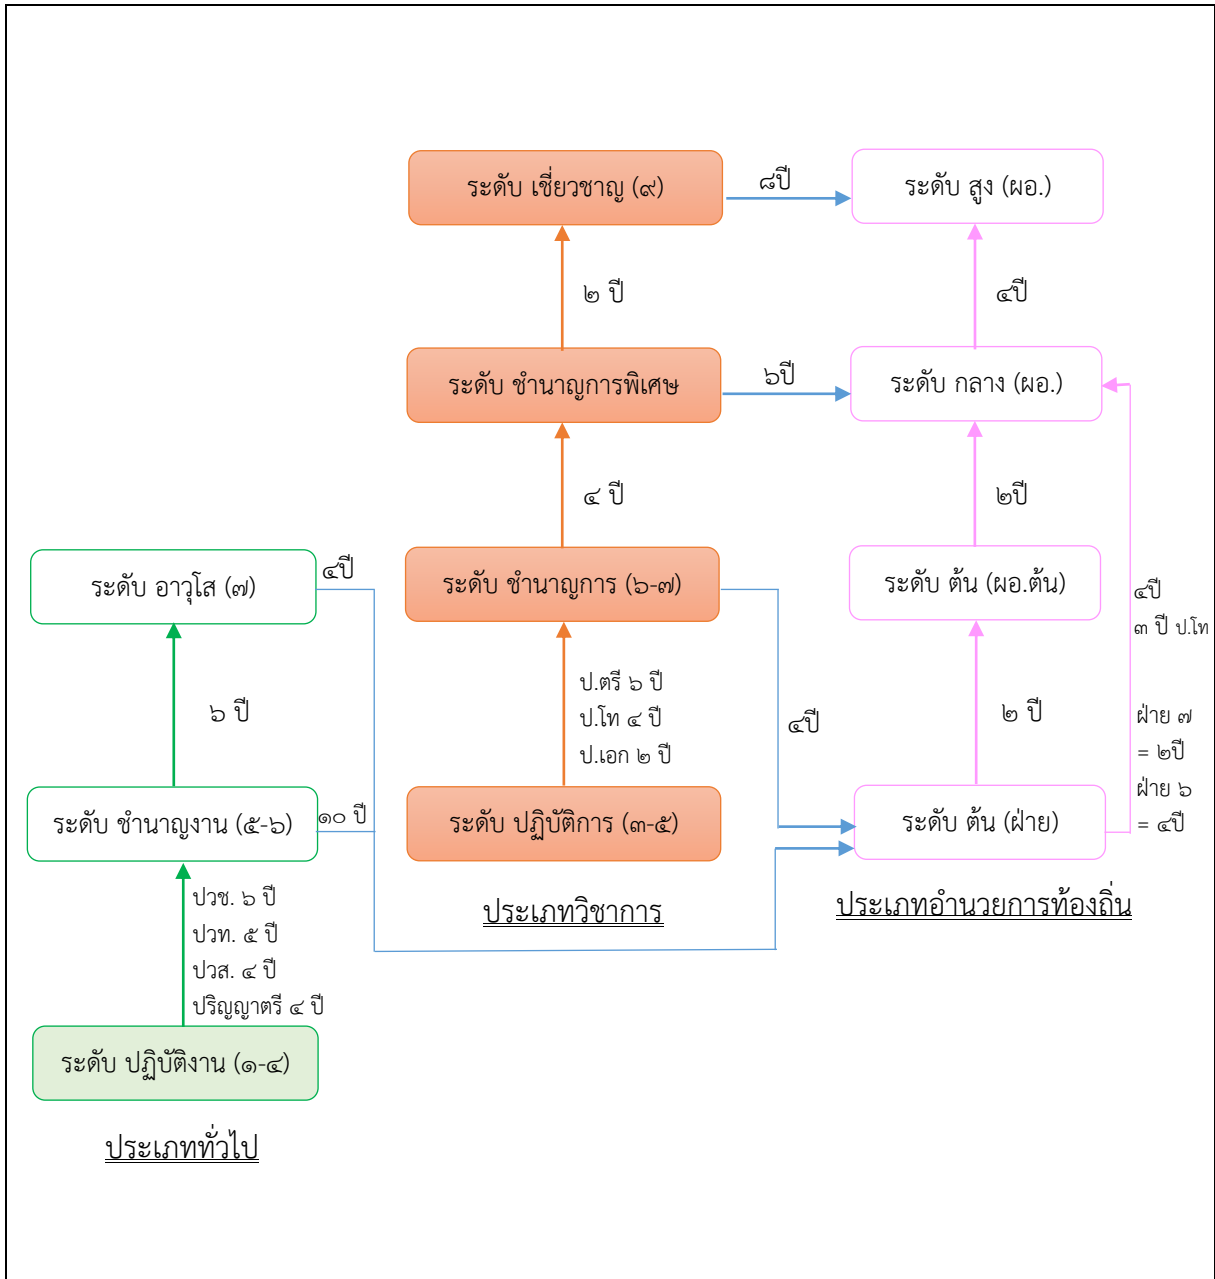 ระดับ เชี่ยวชาญ (๙)
๘ปี
ระดับ สูง (ผอ.)
๒ ปี
๔ปี
ระดับ ชำนาญการพิเศษ
๖ปี
ระดับ กลาง (ผอ.)
๔ ปี
๒ปี
ระดับ อาวุโส (๗)
๔ปี
ระดับ ชำนาญการ (๖-๗)
ระดับ ต้น (ผอ.ต้น)
๔ปี
๓ ปี ป.โท
๖ ปี
ป.ตรี ๖ ปี
ป.โท ๔ ปี
ป.เอก ๒ ปี
๔ปี
๒ ปี
ฝ่าย ๗
= ๒ปี
ฝ่าย ๖
= ๔ปี
ระดับ ชำนาญงาน (๕-๖)
๑๐ ปี
ระดับ ปฏิบัติการ (๓-๕)
ระดับ ต้น (ฝ่าย)
ปวช. ๖ ปี
ปวท. ๕ ปี
ปวส. ๔ ปี
ปริญญาตรี ๔ ปี
ประเภทวิชาการ
ประเภทอำนวยการท้องถิ่น
ระดับ ปฏิบัติงาน (๑-๔)
ประเภททั่วไป